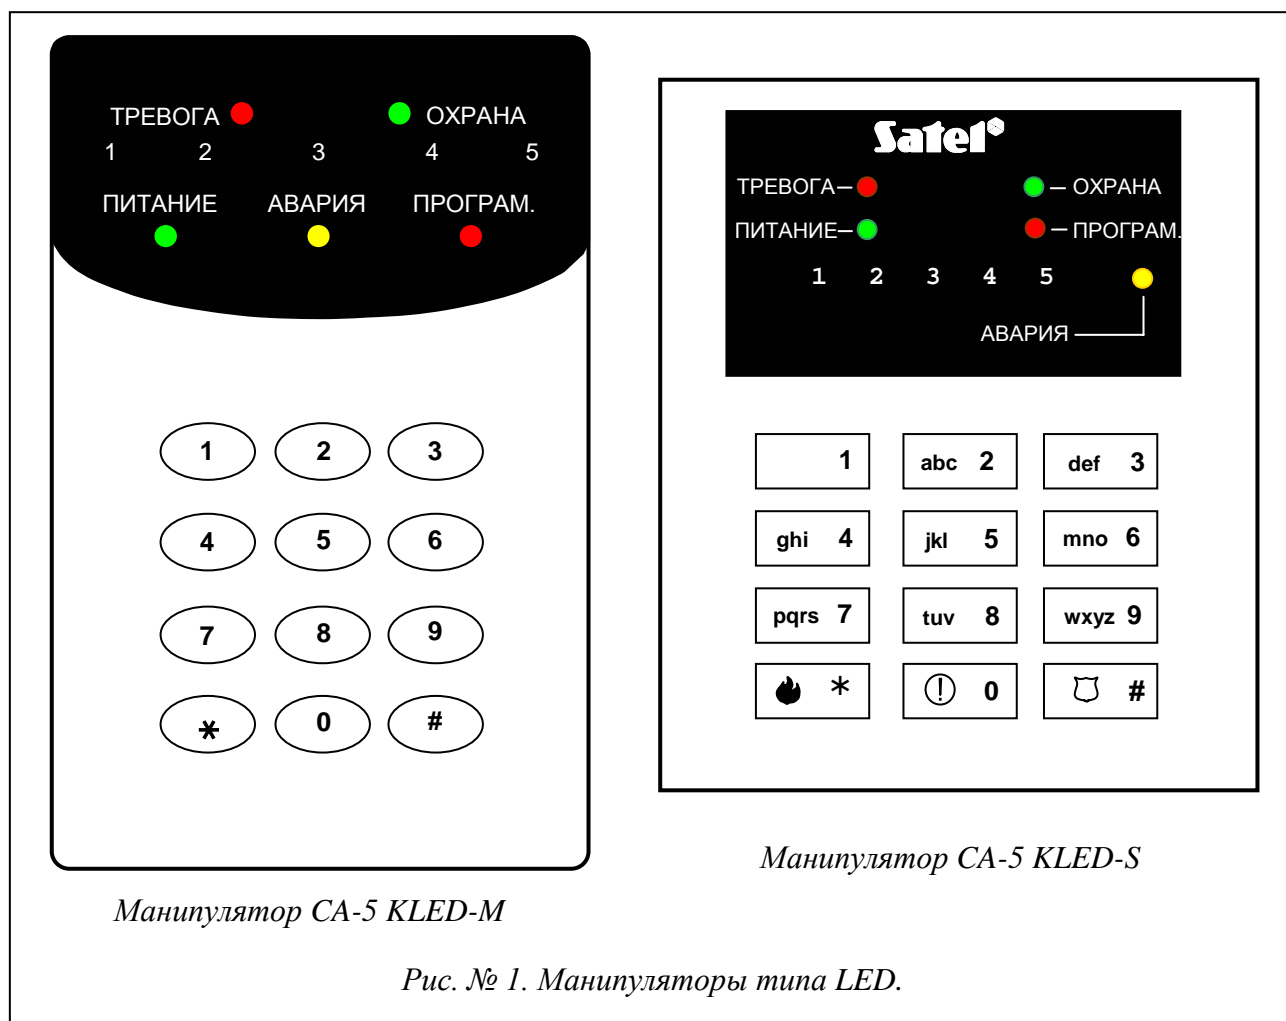 ТРЕВОГА ОХРАНА
1 2 3 4 5
ПИТАНИЕ АВАРИЯ ПРОГРАМ.
1 2 3
4 5 6
7 8 9
* 0 #
Манипулятор CA-5 KLED-M
Satel®
ТРЕВОГА ОХРАНА
ПИТАНИЕ ПРОГРАМ.
1 2 3 4 5
АВАРИЯ
1 abc 2 def 3
ghi 4 jkl 5 mno 6
pqrs 7 tuv 8 wxyz 9
* 0 #
Манипулятор CA-5 KLED-S
Рис. № 1. Манипуляторы типа LED.